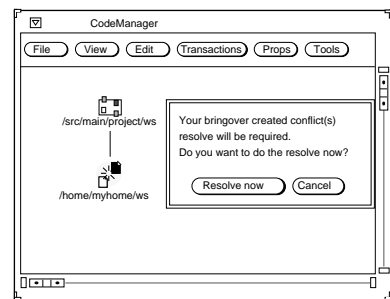 CodeManager
File View Edit Transactions Props Tools
/src/main/project/ws
Your bringover created conflict(s)
resolve will be required.
Do you want to do the resolve now?
Resolve now Cancel
/home/myhome/ws